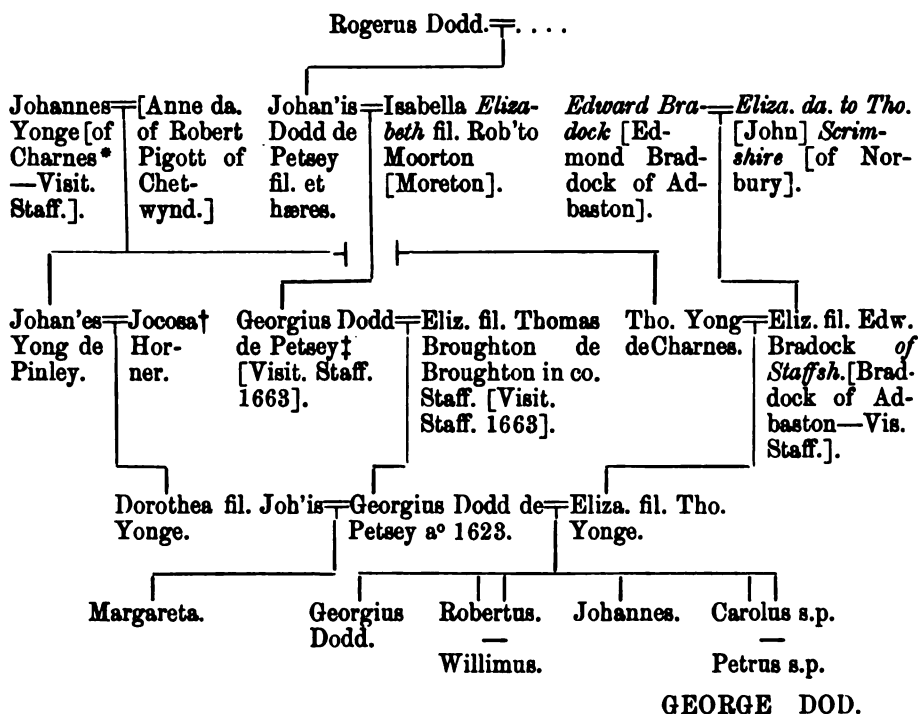 Rogerus Dodd.=. . . .
Johannes=[Anne da.
Yonge [of
of Robert
Charnes*
Pigott of
—Visit.
Chet-
Staff.].
wynd.]
Johan'is=Isabella Eliza-
Dodd de
beth fil. Rob'to
Petsey
Moorton
fil. et
[Moreton].
hæres.
Edward Bra-=Eliza. da. to Tho.
dock [Ed-
[John] Scrim-
mond Brad-
shire [of Nor-
dock of Ad-
bury].
baston].
Johan'es=Jocosa†
Yong de
Hor-
Pinley.
ner.
Georgius Dodd=Eliz. fil. Thomas
de Petsey‡
Broughton de
[Visit. Staff.
Broughton in co.
1663].
Staff. [Visit.
Staff. 1663].
Tho. Yong=Eliz. fil. Edw.
de Charnes.
Bradock of
Staffsh. [Brad-
dock of Ad-
baston—Vis.
Staff.].
Dorothea fil. Joh'is=Georgius Dodd de=Eliza. fil. Tho.
Yonge.
Petsey aº 1623.
Yonge.
Margareta.
Georgius
Dodd.
Robertus.
—
Willimus.
Johannes.
Carolus s.p.
—
Petrus s.p.
GEORGE DOD.